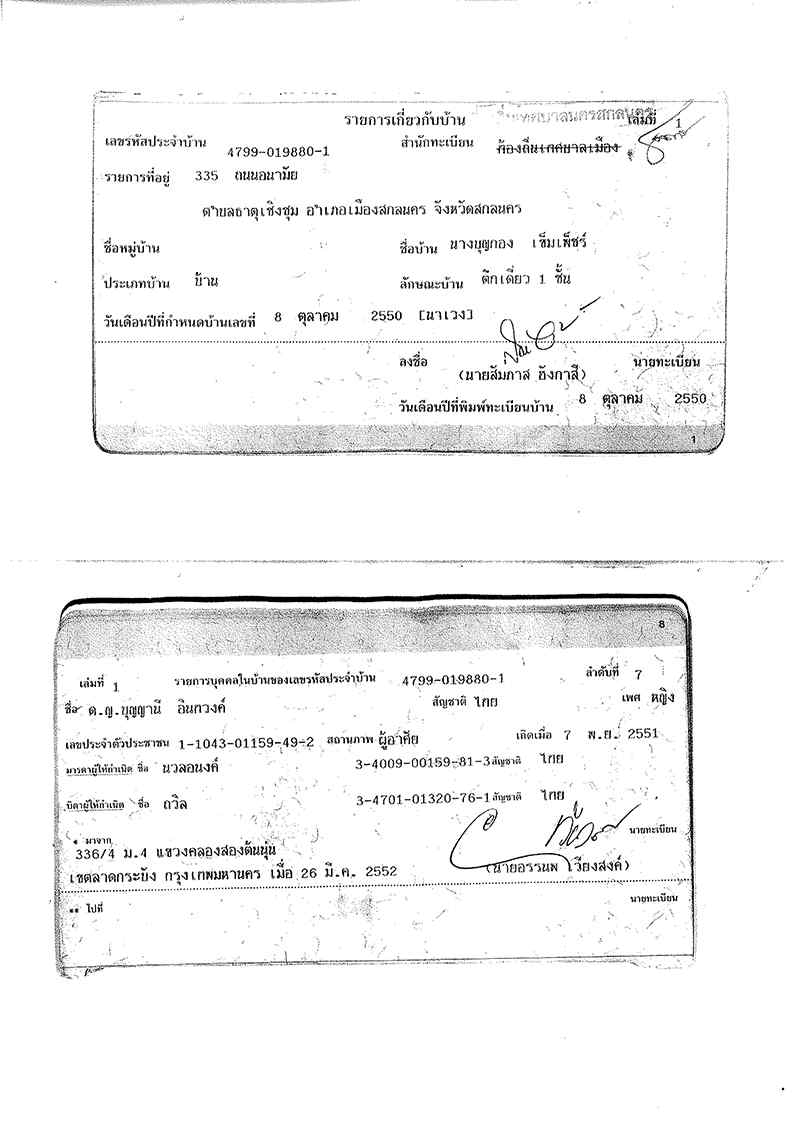 รายการเกี่ยวกับบ้าน เล่มที่ 1
เลขรหัสประจำบ้าน 4799-019880-1 สำนักทะเบียน ท้องถิ่นเทศบาลเมือง
รายการที่อยู่ 335 ถนนอนามัย
ตำบลธาตุเชิงชุม อำเภอเมืองสกลนคร จังหวัดสกลนคร
ชื่อหมู่บ้าน ชื่อบ้าน นางบุญกอง เข็มเพ็ชร์
ประเภทบ้าน บ้าน ลักษณะบ้าน ตึกเดี่ยว 1 ชั้น
วันเดือนปีที่กำหนดบ้านเลขที่ 8 ตุลาคม 2550 [นาเวง]
ลงชื่อ นายทะเบียน
(นายสัมภาส อังกาสี)
วันเดือนปีที่พิมพ์ทะเบียนบ้าน 8 ตุลาคม 2550
1
8
เล่มที่ 1 รายการบุคคลในบ้านของเลขรหัสประจำบ้าน 4799-019880-1 ลำดับที่ 7
ชื่อ ด.ญ.บุญญานี อินทวงค์ สัญชาติ ไทย เพศ หญิง
เลขประจำตัวประชาชน 1-1043-01159-49-2 สถานภาพ ผู้อาศัย เกิดเมื่อ 7 พ.ย. 2551
มารดาผู้ให้กำเนิด ชื่อ นวลอนงค์ 3-4009-00159-81-3 สัญชาติ ไทย
บิดาผู้ให้กำเนิด ชื่อ ถวิล 3-4701-01320-76-1 สัญชาติ ไทย
* มาจาก นายทะเบียน
336/4 ม.4 แขวงคลองสองต้นนุ่น
เขตลาดกระบัง กรุงเทพมหานคร เมื่อ 26 มี.ค. 2552 (นายอรรนพ เวียงสงค์)
** ไปที่ นายทะเบียน